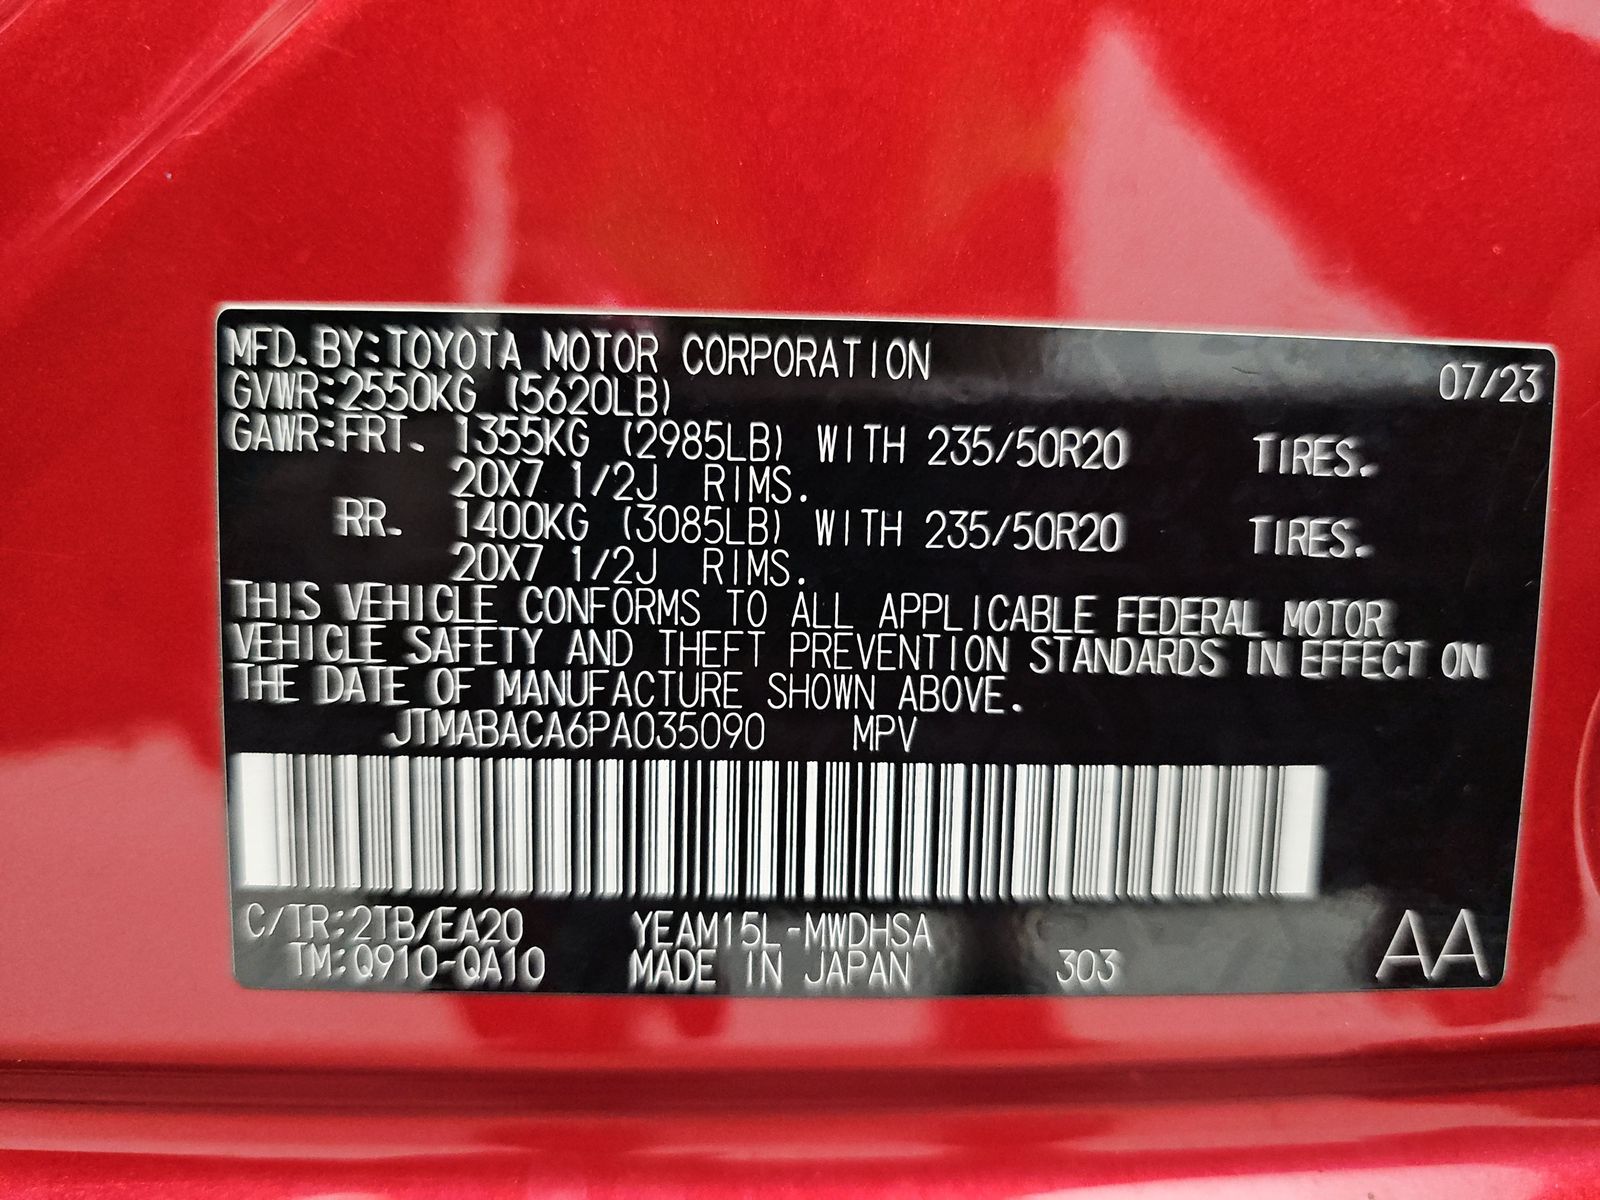 MFD.BY:TOYOTA MOTOR CORPORATION 07/23
GVWR:2550KG (5620LB)
GAWR:FRT. 1355KG (2985LB) WITH 235/50R20 TIRES.
20X7 1/2J RIMS.
RR. 1400KG (3085LB) WITH 235/50R20 TIRES.
20X7 1/2J RIMS.
THIS VEHICLE CONFORMS TO ALL APPLICABLE FEDERAL MOTOR
VEHICLE SAFETY AND THEFT PREVENTION STANDARDS IN EFFECT ON
THE DATE OF MANUFACTURE SHOWN ABOVE.
JTMABACA6PA035090 MPV
C/TR:2TB/EA20 YEAM15L-MWDHSA
TM:Q910-QA10 MADE IN JAPAN 303 AA